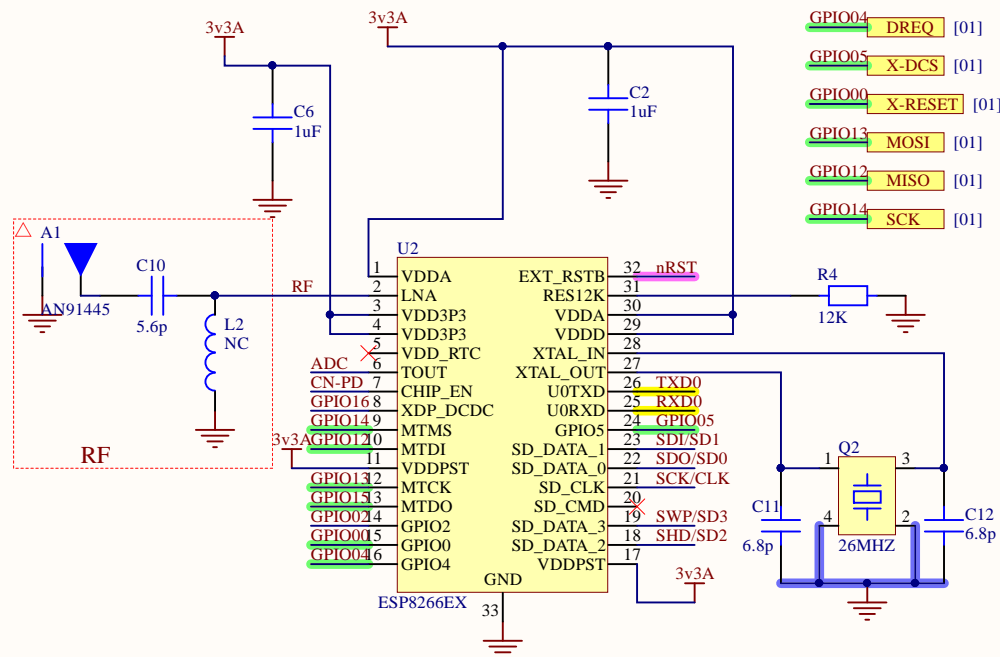 3v3A
3v3A
C6
1uF
C2
1uF
GPIO04 DREQ [01]
GPIO05 X-DCS [01]
GPIO00 X-RESET [01]
GPIO13 MOSI [01]
GPIO12 MISO [01]
GPIO14 SCK [01]
A1
AN91445
C10
5.6p
L2
NC
RF
RF
U2
1 VDDA
2 LNA
3 VDD3P3
4 VDD3P3
5 VDD_RTC
ADC 6 TOUT
CN-PD 7 CHIP_EN
GPIO16 8 XDP_DCDC
GPIO14 9 MTMS
GPIO12 10 MTDI
3v3A 11 VDDPST
GPIO13 12 MTCK
GPIO15 13 MTDO
GPIO02 14 GPIO2
GPIO00 15 GPIO0
GPIO04 16 GPIO4
EXT_RSTB 32 nRST
RES12K 31
VDDA 30
VDDD 29
XTAL_IN 28
XTAL_OUT 27
U0TXD 26 TXD0
U0RXD 25 RXD0
GPIO5 24 GPIO05
SD_DATA_1 23 SDI/SD1
SD_DATA_0 22 SDO/SD0
SD_CLK 21 SCK/CLK
SD_CMD 20
SD_DATA_3 19 SWP/SD3
SD_DATA_2 18 SHD/SD2
VDDPST 17
3v3A
GND
33
ESP8266EX
R4
12K
Q2
1 3
4 2
26MHZ
C11
6.8p
C12
6.8p